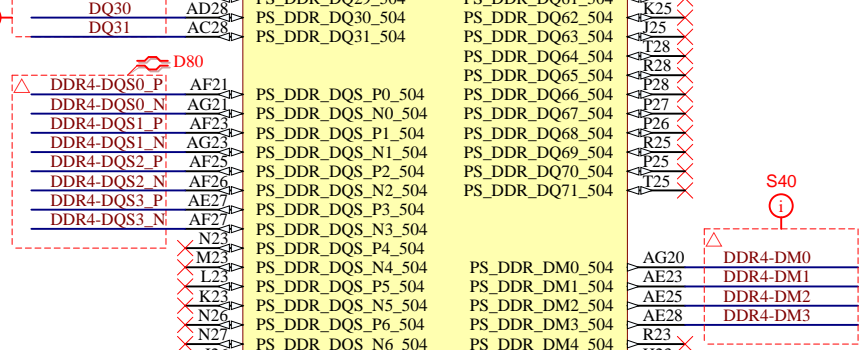 PS_DDR_DQ29_504 PS_DDR_DQ61_504
DQ30 AD28 PS_DDR_DQ30_504 PS_DDR_DQ62_504 K25
DQ31 AC28 PS_DDR_DQ31_504 PS_DDR_DQ63_504 J25
PS_DDR_DQ64_504 T28
D80 PS_DDR_DQ65_504 R28
DDR4-DQS0_P AF21 PS_DDR_DQS_P0_504 PS_DDR_DQ66_504 P28
DDR4-DQS0_N AG21 PS_DDR_DQS_N0_504 PS_DDR_DQ67_504 P27
DDR4-DQS1_P AF23 PS_DDR_DQS_P1_504 PS_DDR_DQ68_504 P26
DDR4-DQS1_N AG23 PS_DDR_DQS_N1_504 PS_DDR_DQ69_504 R25
DDR4-DQS2_P AF25 PS_DDR_DQS_P2_504 PS_DDR_DQ70_504 P25
DDR4-DQS2_N AF26 PS_DDR_DQS_N2_504 PS_DDR_DQ71_504 T25
S40
i
DDR4-DQS3_P AE27 PS_DDR_DQS_P3_504
DDR4-DQS3_N AF27 PS_DDR_DQS_N3_504
N23 PS_DDR_DQS_P4_504
M23 PS_DDR_DQS_N4_504 PS_DDR_DM0_504 AG20 DDR4-DM0
L23 PS_DDR_DQS_P5_504 PS_DDR_DM1_504 AE23 DDR4-DM1
K23 PS_DDR_DQS_N5_504 PS_DDR_DM2_504 AE25 DDR4-DM2
N26 PS_DDR_DQS_P6_504 PS_DDR_DM3_504 AE28 DDR4-DM3
N27 PS_DDR_DQS_N6_504 PS_DDR_DM4_504 R23